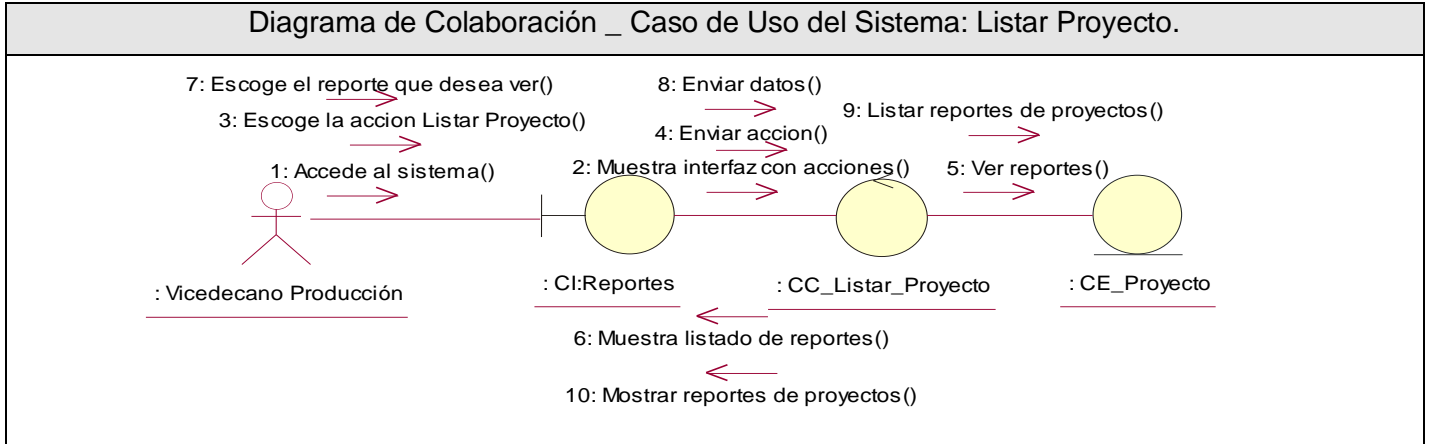 Diagrama de Colaboración _ Caso de Uso del Sistema: Listar Proyecto.
7: Escoge el reporte que desea ver()
8: Enviar datos()
9: Listar reportes de proyectos()
3: Escoge la accion Listar Proyecto()
4: Enviar accion()
1: Accede al sistema()
2: Muestra interfaz con acciones()
5: Ver reportes()
: Vicedecano Producción
: CI:Reportes
: CC_Listar_Proyecto
: CE_Proyecto
6: Muestra listado de reportes()
10: Mostrar reportes de proyectos()